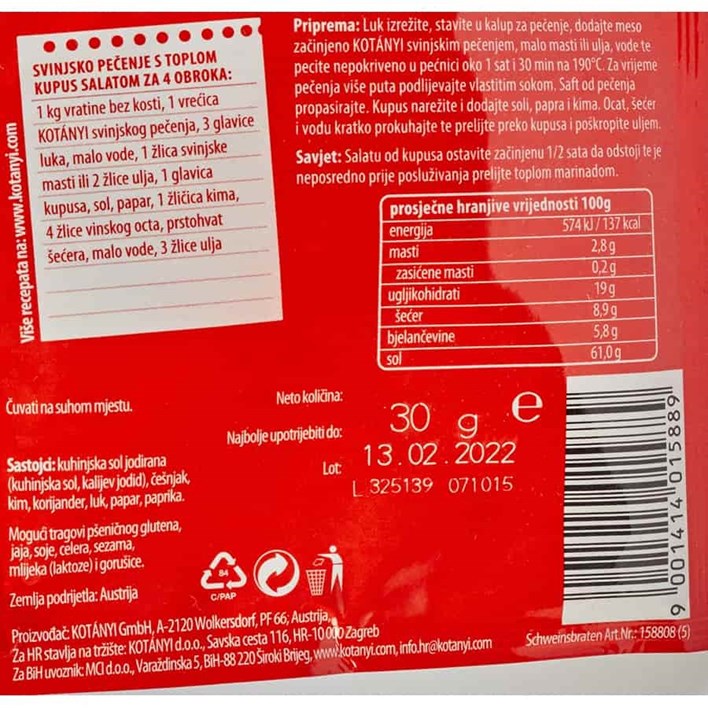 SVINJSKO PEČENJE S TOPLOM
KUPUS SALATOM ZA 4 OBROKA:
1 kg vratine bez kosti, 1 vrećica
KOTÁNYI svinjskog pečenja, 3 glavice
luka, malo vode, 1 žlica svinjske
masti ili 2 žlice ulja, 1 glavica
kupusa, sol, papar, 1 žličica kima,
4 žlice vinskog octa, prstohvat
šećera, malo vode, 3 žlice ulja
Više recepata na: www.kotanyi.com
Priprema: Luk izrežite, stavite u kalup za pečenje, dodajte meso
začinjeno KOTÁNYI svinjskim pečenjem, malo masti ili ulja, vode te
pecite nepokriveno u pećnici oko 1 sat i 30 min na 190°C. Za vrijeme
pečenja više puta podlijevajte vlastitim sokom. Saft od pečenja
propasirajte. Kupus narežite i dodajte soli, papra i kima. Ocat, šećer
i vodu kratko prokuhajte te prelijte preko kupusa i poškropite uljem.
Savjet: Salatu od kupusa ostavite začinjenu 1/2 sata da odstoji te je
neposredno prije posluživanja prelijte toplom marinadom.
prosječne hranjive vrijednosti 100g
energija 574 kJ / 137 kcal
masti 2,8 g
zasićene masti 0,2 g
ugljikohidrati 19 g
šećer 8,9 g
bjelančevine 5,8 g
sol 61,0 g
Čuvati na suhom mjestu.
Neto količina: 30 g e
Najbolje upotrijebiti do: 13.02.2022
Lot: L 325139 071015
Sastojci: kuhinjska sol jodirana
(kuhinjska sol, kalijev jodid), češnjak,
kim, korijander, luk, papar, paprika.
Mogući tragovi pšeničnog glutena,
jaja, soje, celera, sezama,
mlijeka (laktoze) i gorušice.
Zemlja podrijetla: Austrija
84
C/PAP
Proizvođač: KOTÁNYI GmbH, A-2120 Wolkersdorf, PF 66; Austrija,
Za HR stavlja na tržište: KOTÁNYI d.o.o., Savska cesta 116, HR-10 000 Zagreb
Za BiH uvoznik: MCI d.o.o., Varaždinska 5, BiH-88 220 Široki Brijeg, www.kotanyi.com, info.hr@kotanyi.com
Schweinsbraten Art.Nr.: 158808 (5)
9 001414 015889